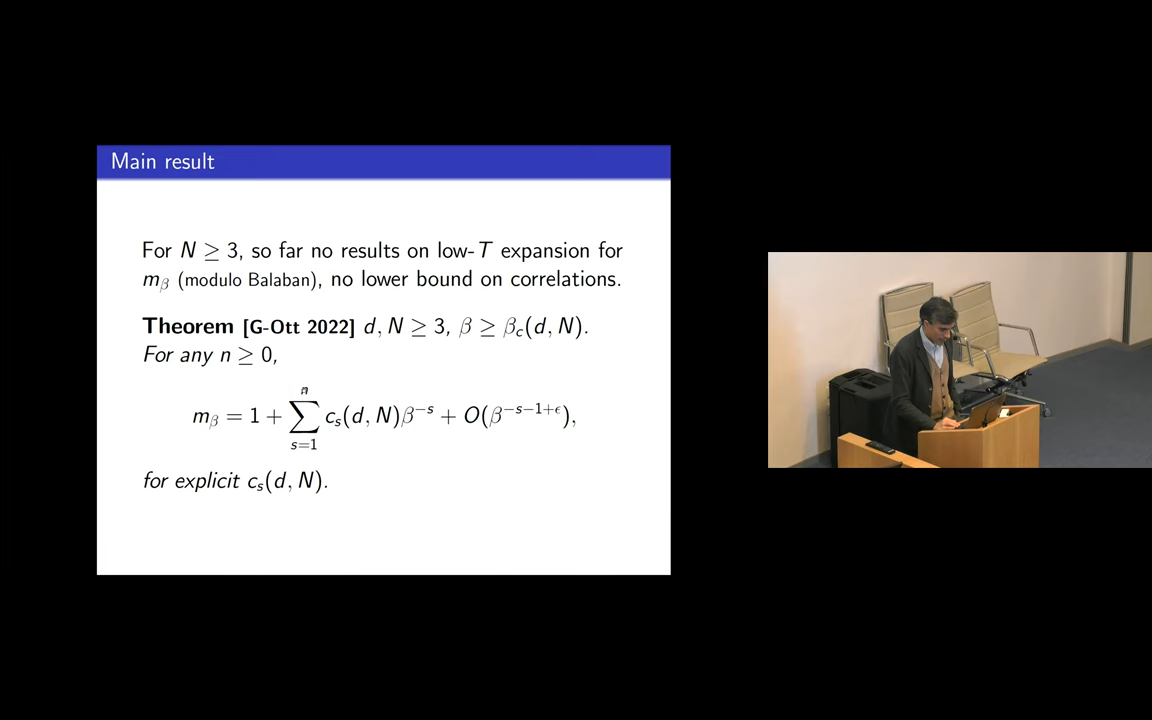 Main result
For N ≥ 3, so far no results on low-T expansion for
m_β (modulo Balaban), no lower bound on correlations.
Theorem [G-Ott 2022] d, N ≥ 3, β ≥ β_c(d, N).
For any n ≥ 0,
m_β = 1 + ∑_{s=1}^{n} c_s(d, N)β^{-s} + O(β^{-s-1+ϵ}),
for explicit c_s(d, N).